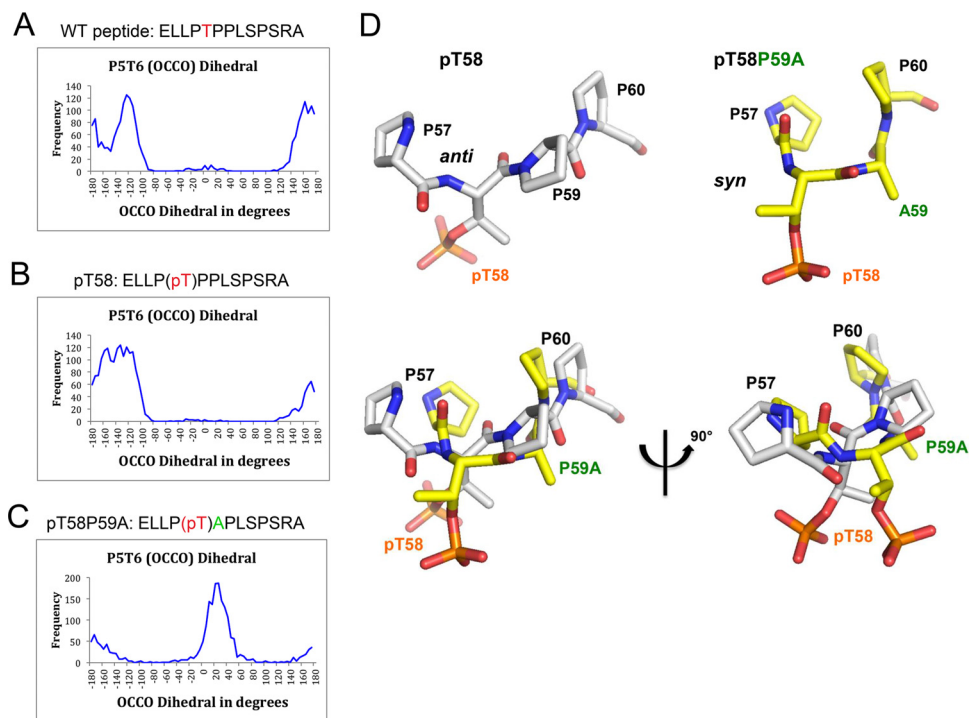 A
WT peptide: ELLPTPPLSPSRA
P5T6 (OCCO) Dihedral
Frequency
140
120
100
80
60
40
20
0
-180 -160 -140 -120 -100 -80 -60 -40 -20 0 20 40 60 80 100 120 140 160 180
OCCO Dihedral in degrees
B
pT58: ELLP(pT)PPLSPSRA
P5T6 (OCCO) Dihedral
Frequency
140
120
100
80
60
40
20
0
-180 -160 -140 -120 -100 -80 -60 -40 -20 0 20 40 60 80 100 120 140 160 180
OCCO Dihedral in degrees
C
pT58P59A: ELLP(pT)APLSPSRA
P5T6 (OCCO) Dihedral
Frequency
200
150
100
50
0
-180 -160 -140 -120 -100 -80 -60 -40 -20 0 20 40 60 80 100 120 140 160 180
OCCO Dihedral in degrees
D
pT58
P60
P57
anti
P59
pT58
pT58P59A
P60
P57
syn
A59
pT58
P60
P57
P59A
pT58
90°
P60
P57
P59A
pT58